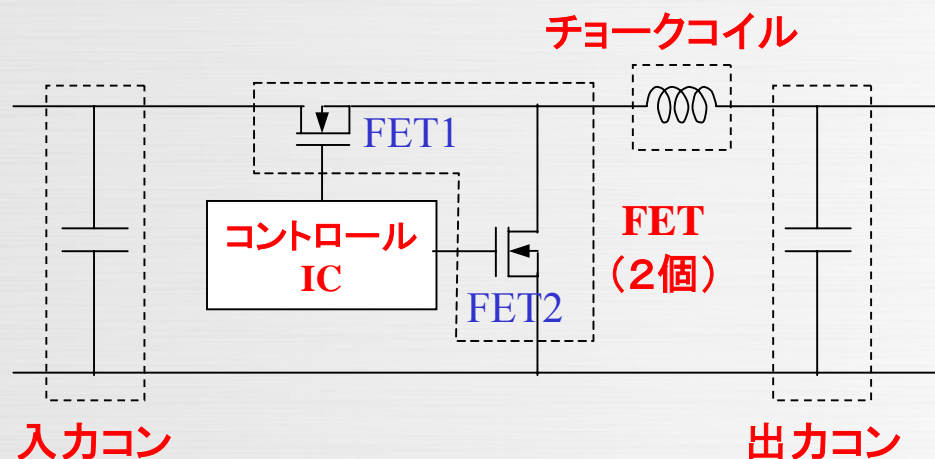 チョークコイル
FET1
コントロール
IC
FET
（２個）
FET2
入力コン
出力コン